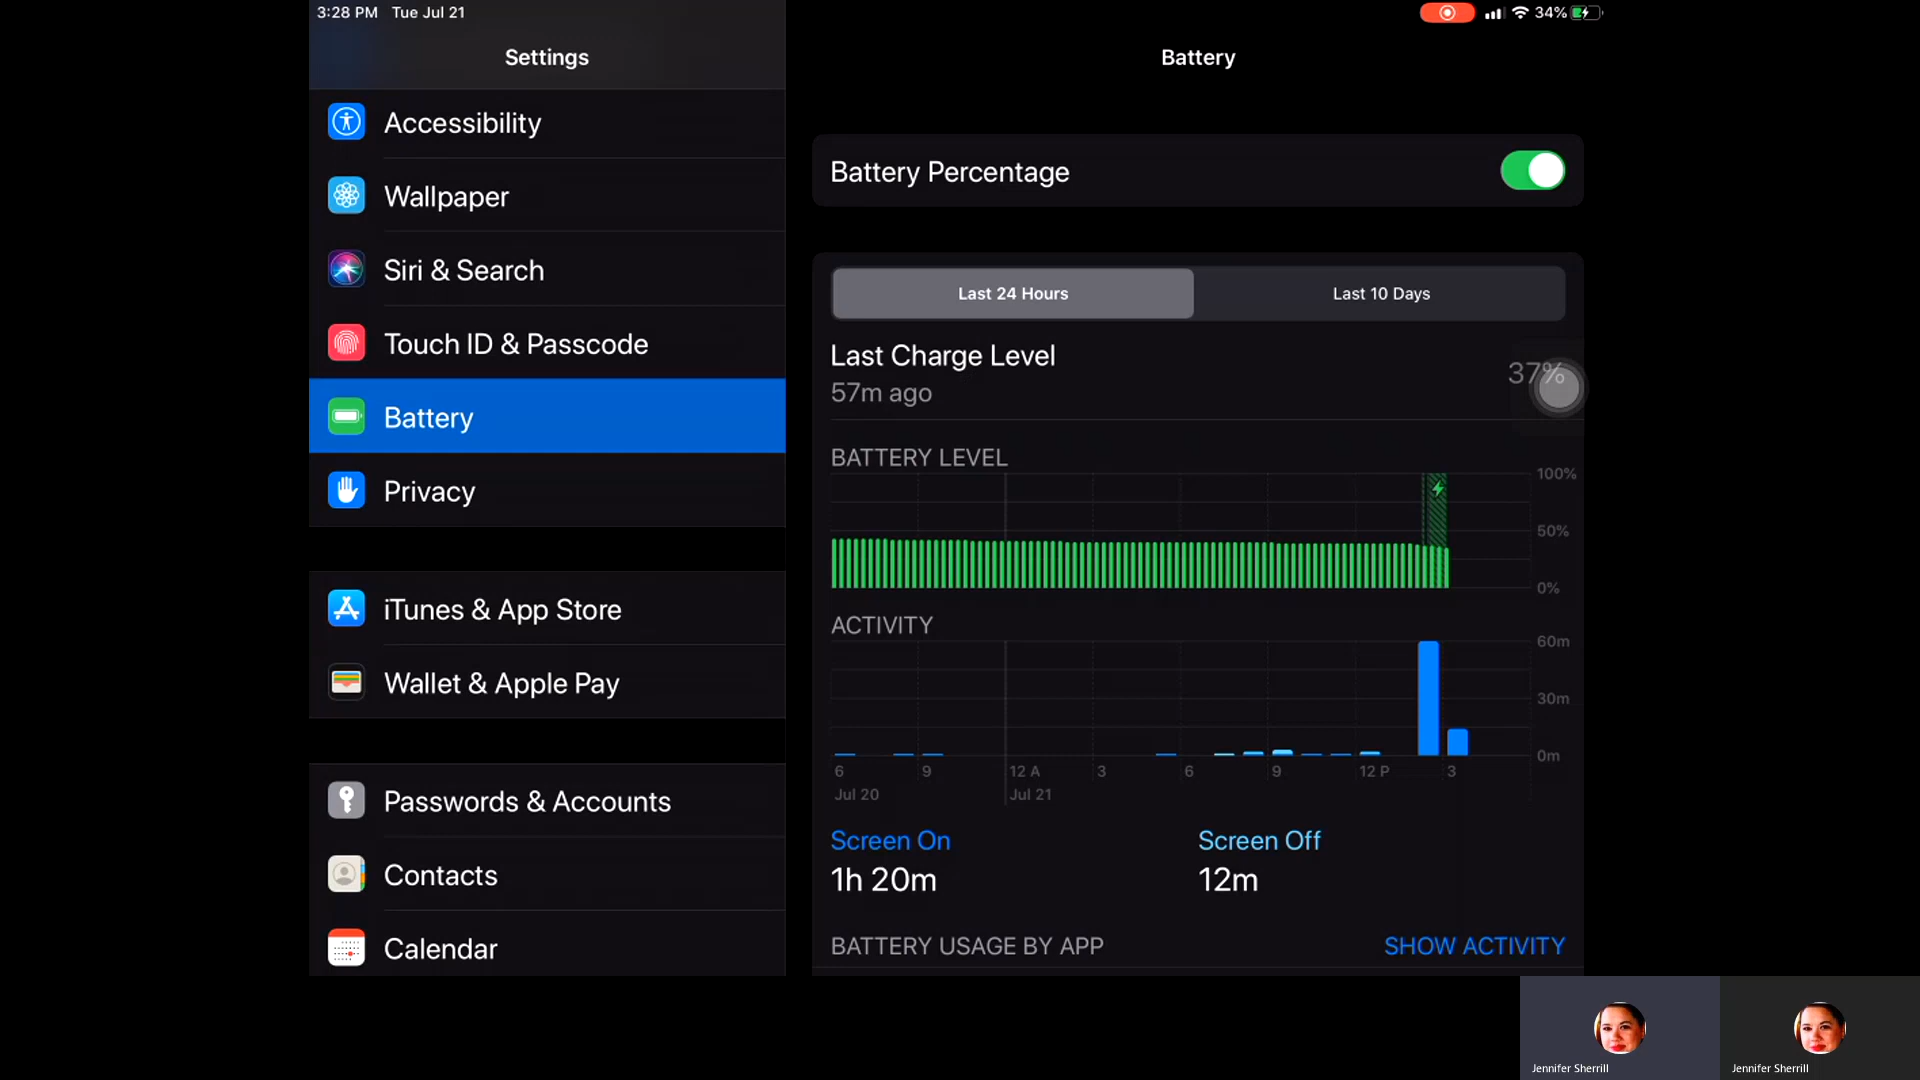 3:28 PM Tue Jul 21
34%
Settings
Accessibility
Wallpaper
Siri & Search
Touch ID & Passcode
Battery
Privacy
iTunes & App Store
Wallet & Apple Pay
Passwords & Accounts
Contacts
Calendar
Battery
Battery Percentage
Last 24 Hours
Last 10 Days
Last Charge Level
37%
57m ago
BATTERY LEVEL
100%
50%
0%
ACTIVITY
60m
30m
0m
6 9 12 A 3 6 9 12 P 3
Jul 20 Jul 21
Screen On
Screen Off
1h 20m
12m
BATTERY USAGE BY APP
SHOW ACTIVITY
Jennifer Sherrill
Jennifer Sherrill